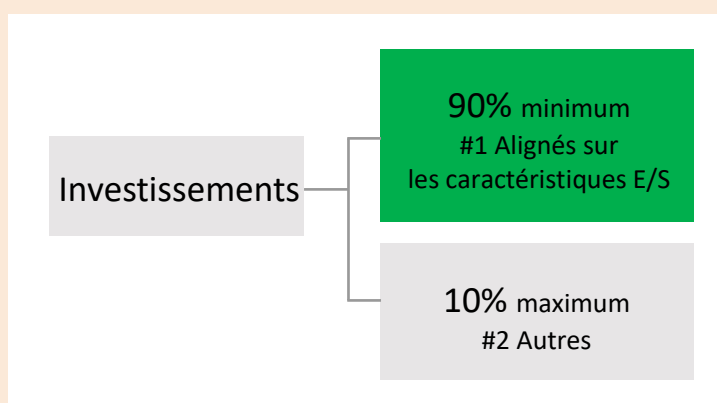 Investissements
90% minimum
#1 Alignés sur
les caractéristiques E/S
10% maximum
#2 Autres